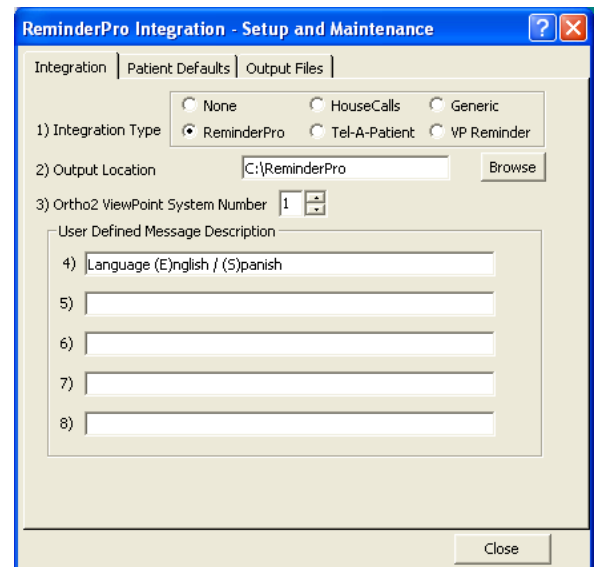 ReminderPro Integration - Setup and Maintenance
Integration Patient Defaults Output Files
None HouseCalls Generic
1) Integration Type ReminderPro Tel-A-Patient VP Reminder
2) Output Location C:\ReminderPro Browse
3) Ortho2 ViewPoint System Number 1
User Defined Message Description
4) Language (E)nglish / (S)panish
5)
6)
7)
8)
Close